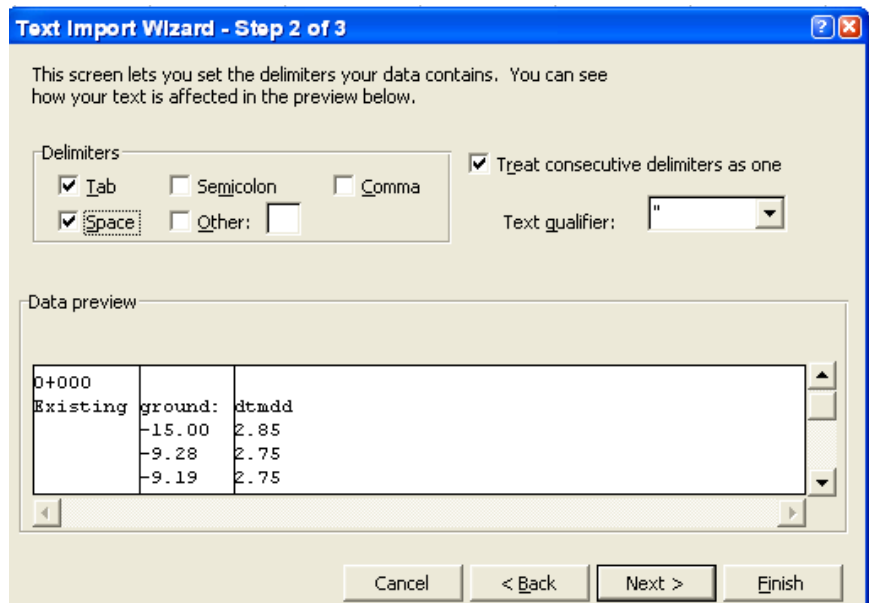 Text Import Wizard - Step 2 of 3
This screen lets you set the delimiters your data contains. You can see
how your text is affected in the preview below.
Delimiters
Tab
Semicolon
Comma
Space
Other:
Treat consecutive delimiters as one
Text qualifier: "
Data preview
0+000
Existing ground: dtmdd
-15.00 2.85
-9.28 2.75
-9.19 2.75
Cancel
< Back
Next >
Finish